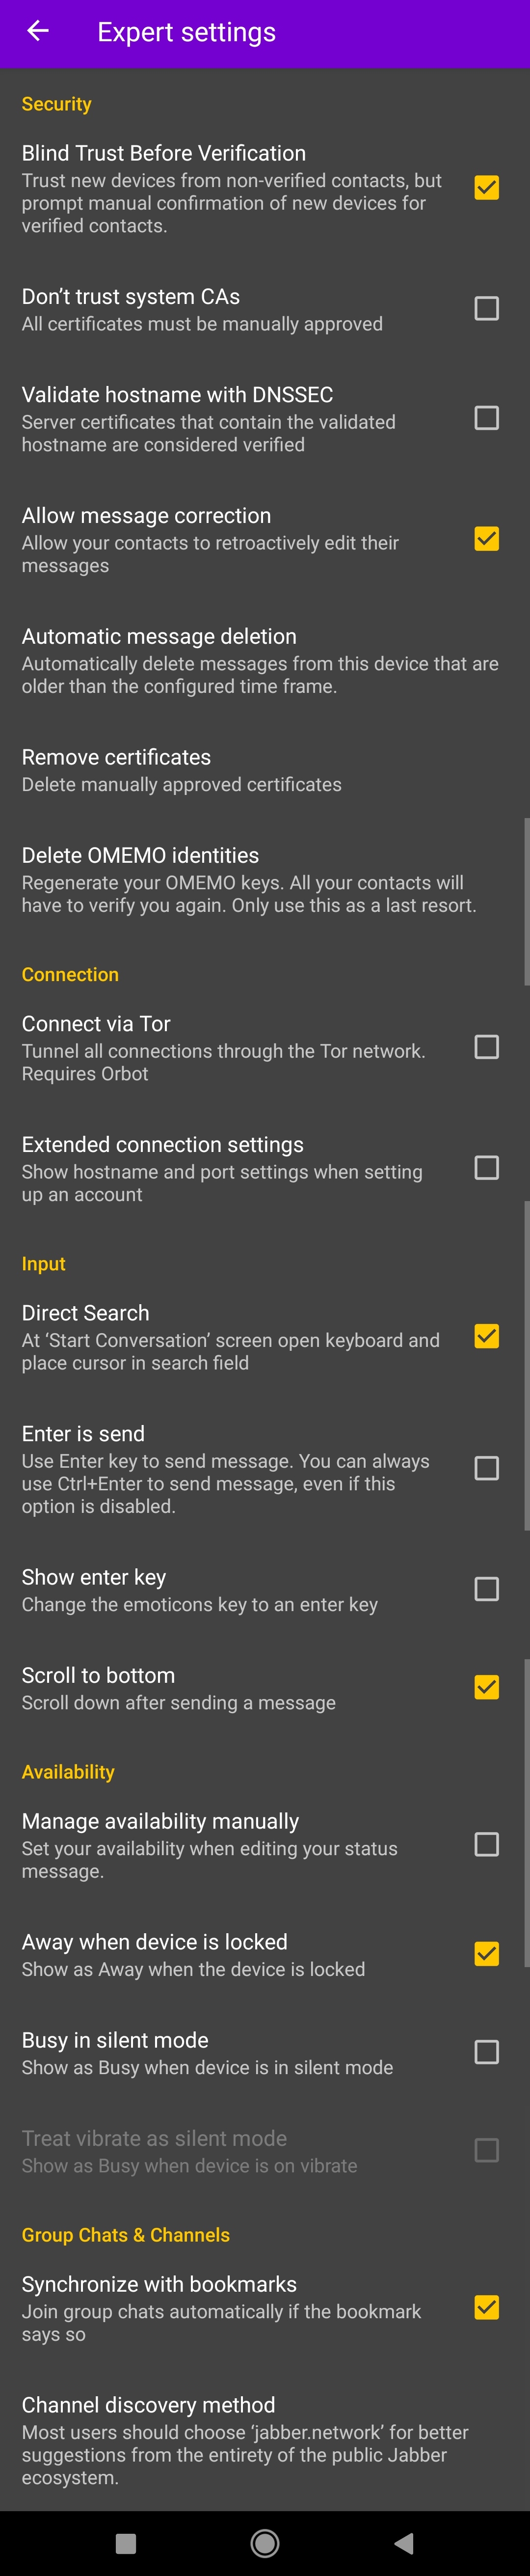 Expert settings
Security
Blind Trust Before Verification
Trust new devices from non-verified contacts, but
prompt manual confirmation of new devices for
verified contacts.
Don’t trust system CAs
All certificates must be manually approved
Validate hostname with DNSSEC
Server certificates that contain the validated
hostname are considered verified
Allow message correction
Allow your contacts to retroactively edit their
messages
Automatic message deletion
Automatically delete messages from this device that are
older than the configured time frame.
Remove certificates
Delete manually approved certificates
Delete OMEMO identities
Regenerate your OMEMO keys. All your contacts will
have to verify you again. Only use this as a last resort.
Connection
Connect via Tor
Tunnel all connections through the Tor network.
Requires Orbot
Extended connection settings
Show hostname and port settings when setting
up an account
Input
Direct Search
At ‘Start Conversation’ screen open keyboard and
place cursor in search field
Enter is send
Use Enter key to send message. You can always
use Ctrl+Enter to send message, even if this
option is disabled.
Show enter key
Change the emoticons key to an enter key
Scroll to bottom
Scroll down after sending a message
Availability
Manage availability manually
Set your availability when editing your status
message.
Away when device is locked
Show as Away when the device is locked
Busy in silent mode
Show as Busy when device is in silent mode
Treat vibrate as silent mode
Show as Busy when device is on vibrate
Group Chats & Channels
Synchronize with bookmarks
Join group chats automatically if the bookmark
says so
Channel discovery method
Most users should choose ‘jabber.network’ for better
suggestions from the entirety of the public Jabber
ecosystem.